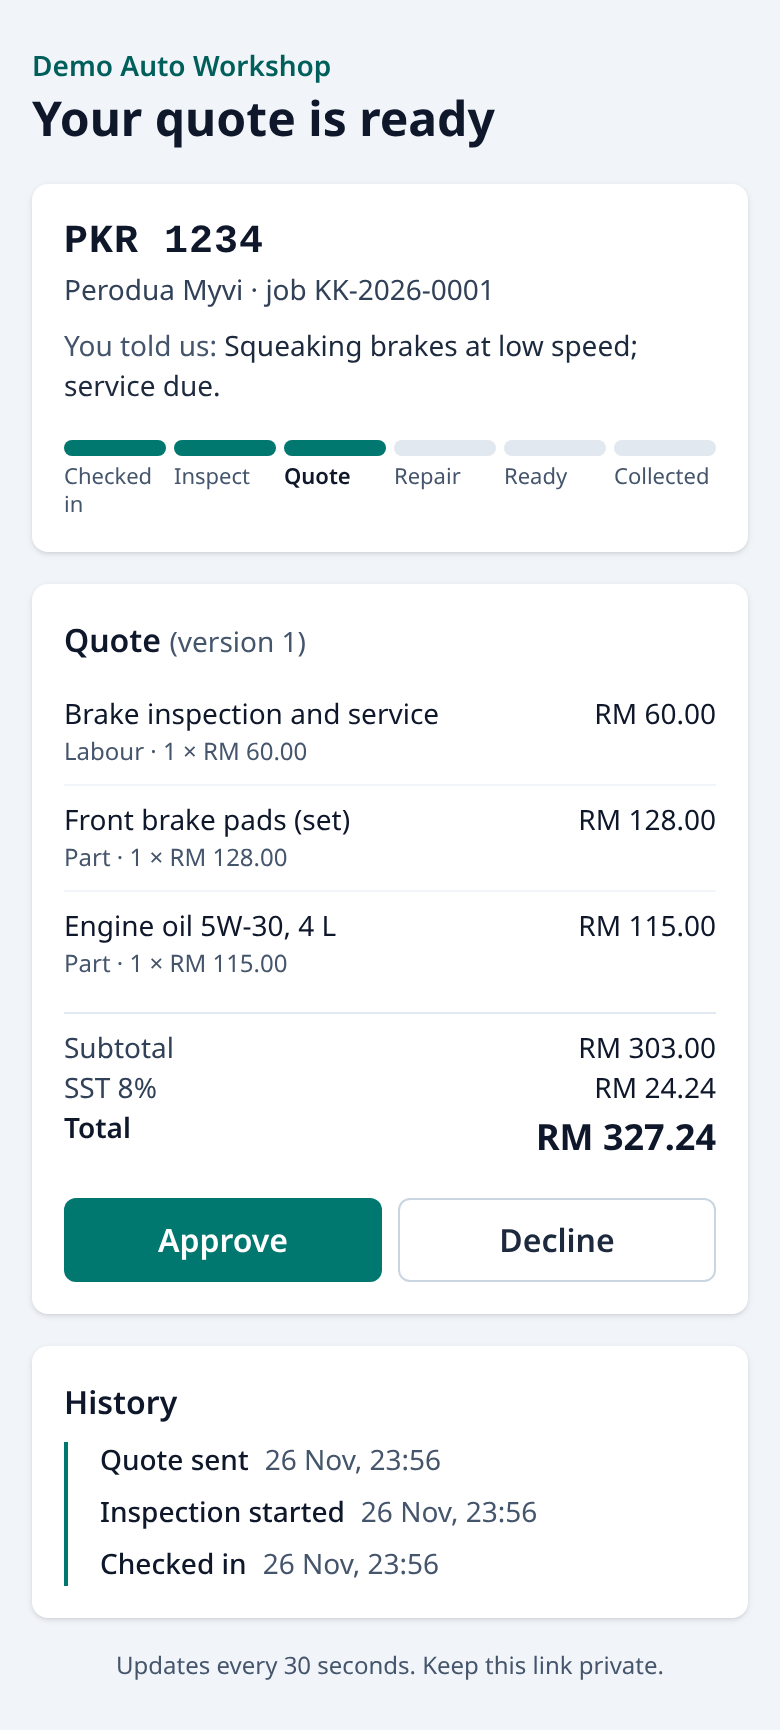 Demo Auto Workshop
Your quote is ready
PKR 1234
Perodua Myvi · job KK-2026-0001
You told us: Squeaking brakes at low speed;
service due.
Checked in
Inspect
Quote
Repair
Ready
Collected
Quote (version 1)
Brake inspection and service RM 60.00
Labour · 1 × RM 60.00
Front brake pads (set) RM 128.00
Part · 1 × RM 128.00
Engine oil 5W-30, 4 L RM 115.00
Part · 1 × RM 115.00
Subtotal RM 303.00
SST 8% RM 24.24
Total RM 327.24
Approve
Decline
History
Quote sent 26 Nov, 23:56
Inspection started 26 Nov, 23:56
Checked in 26 Nov, 23:56
Updates every 30 seconds. Keep this link private.